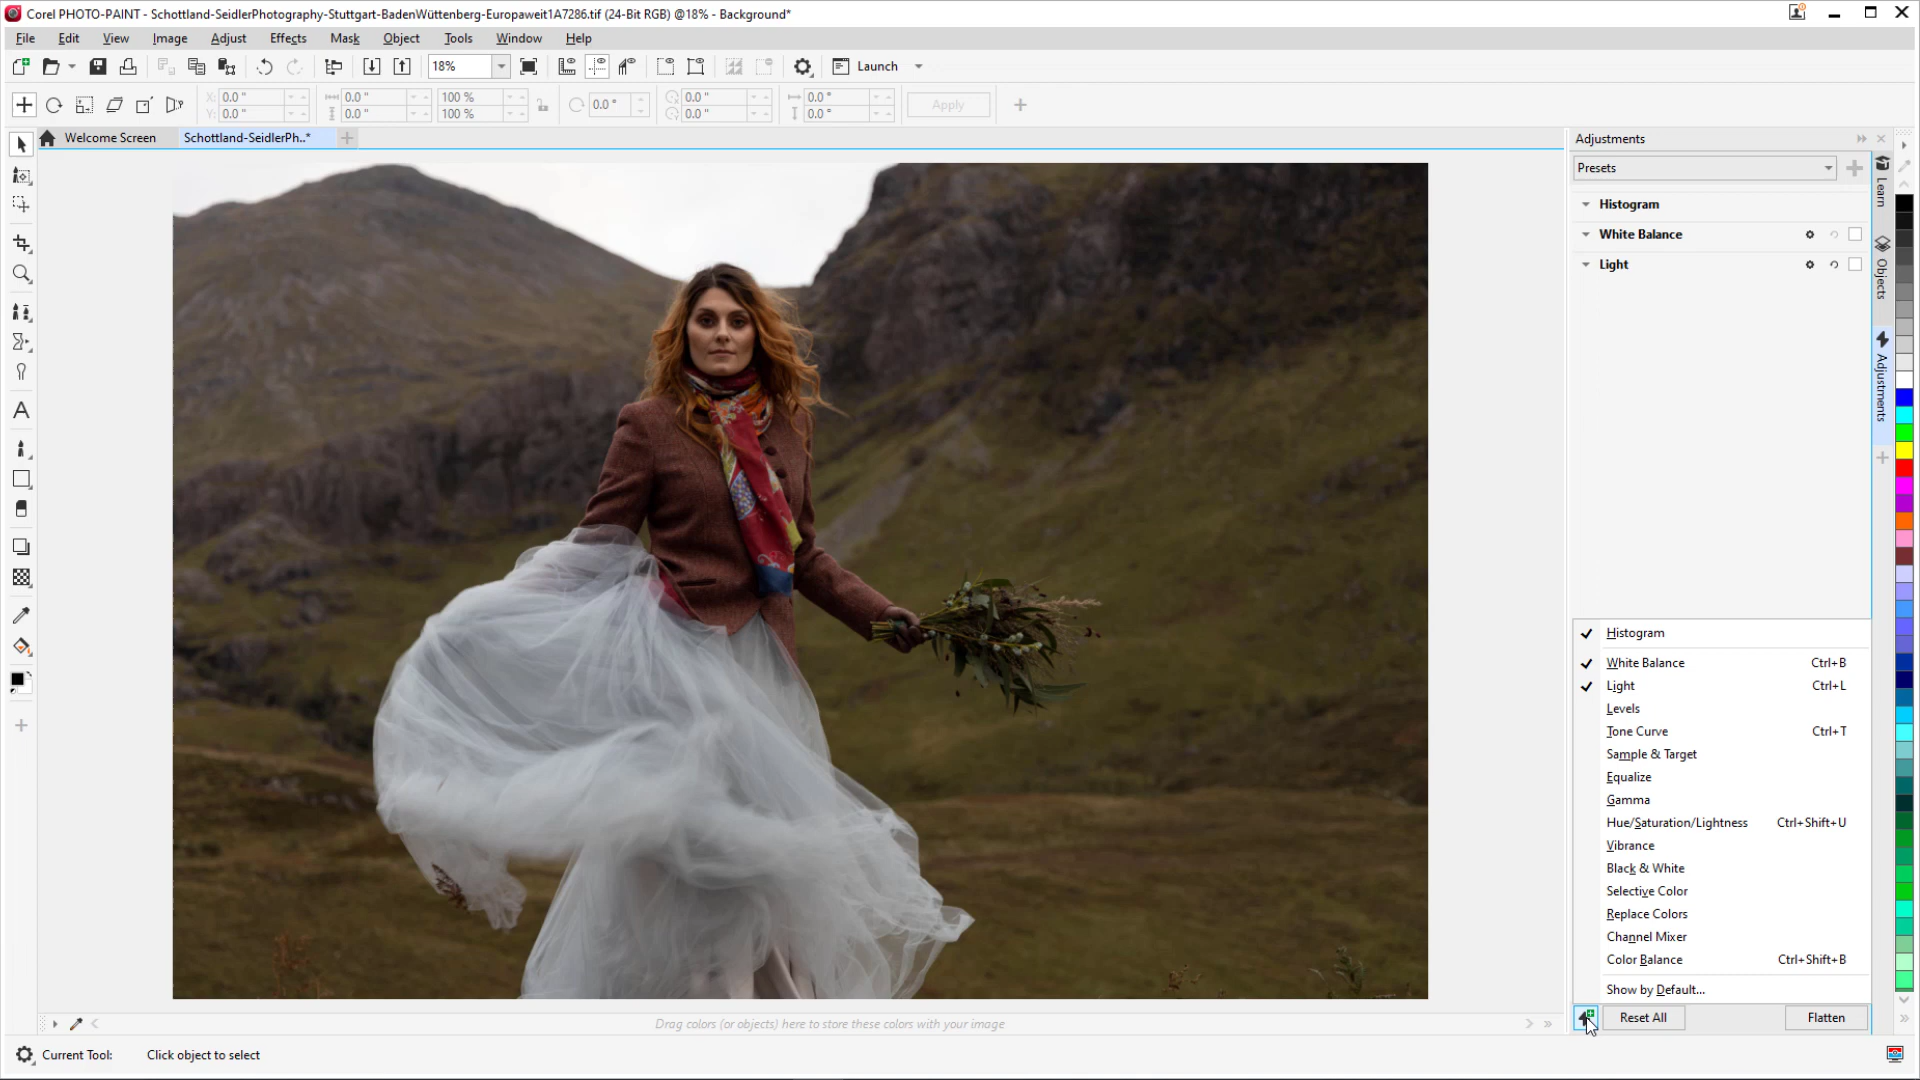 Corel PHOTO-PAINT - Schottland-SeidlerPhotography-Stuttgart-BadenWüttenberg-Europaweit1A7286.tif (24-Bit RGB) @18% - Background*
File Edit View Image Adjust Effects Mask Object Tools Window Help
18% Launch
X: 0.0 " 0.0 " 100 % 0.0 ° 0.0 " 0.0 ° Apply
Y: 0.0 " 0.0 " 100 % 0.0 " 0.0 °
Welcome Screen Schottland-SeidlerPh..*
Adjustments
Presets
Histogram
White Balance
Light
Learn
Objects
Adjustments
Histogram
White Balance Ctrl+B
Light Ctrl+L
Levels
Tone Curve Ctrl+T
Sample & Target
Equalize
Gamma
Hue/Saturation/Lightness Ctrl+Shift+U
Vibrance
Black & White
Selective Color
Replace Colors
Channel Mixer
Color Balance Ctrl+Shift+B
Show by Default...
Reset All Flatten
Drag colors (or objects) here to store these colors with your image
Current Tool: Click object to select